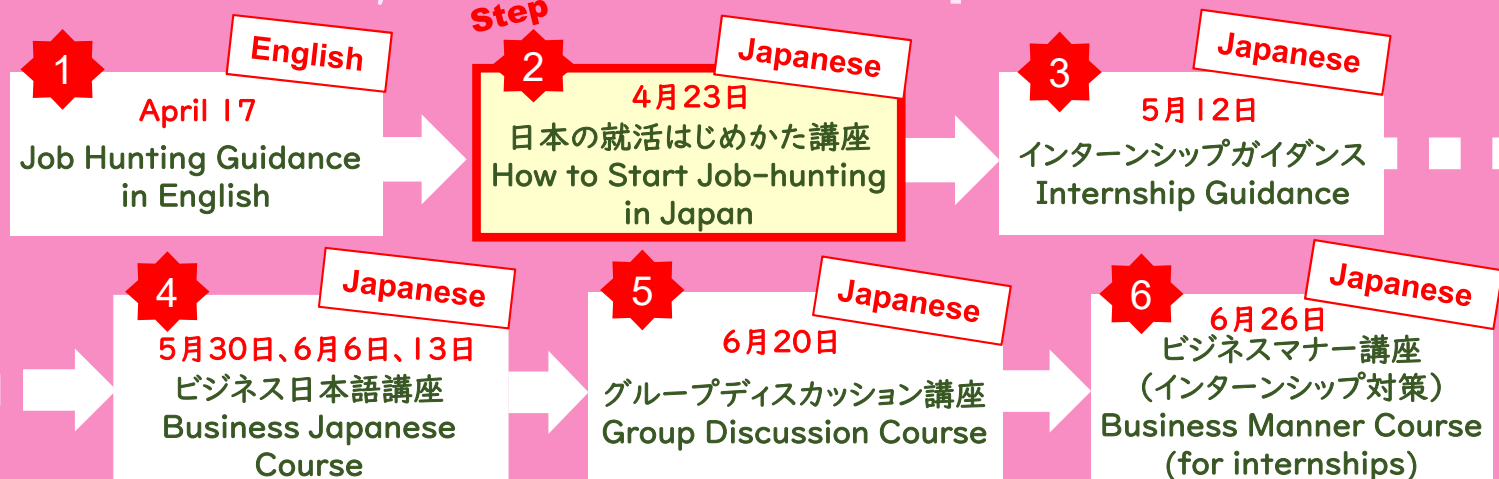 1
English
April 17
Job Hunting Guidance
in English
Step
2
Japanese
4月23日
日本の就活はじめかた講座
How to Start Job-hunting
in Japan
3
Japanese
5月12日
インターンシップガイダンス
Internship Guidance
4
Japanese
5月30日、6月6日、13日
ビジネス日本語講座
Business Japanese
Course
5
Japanese
6月20日
グループディスカッション講座
Group Discussion Course
6
Japanese
6月26日
ビジネスマナー講座
（インターンシップ対策）
Business Manner Course
(for internships)